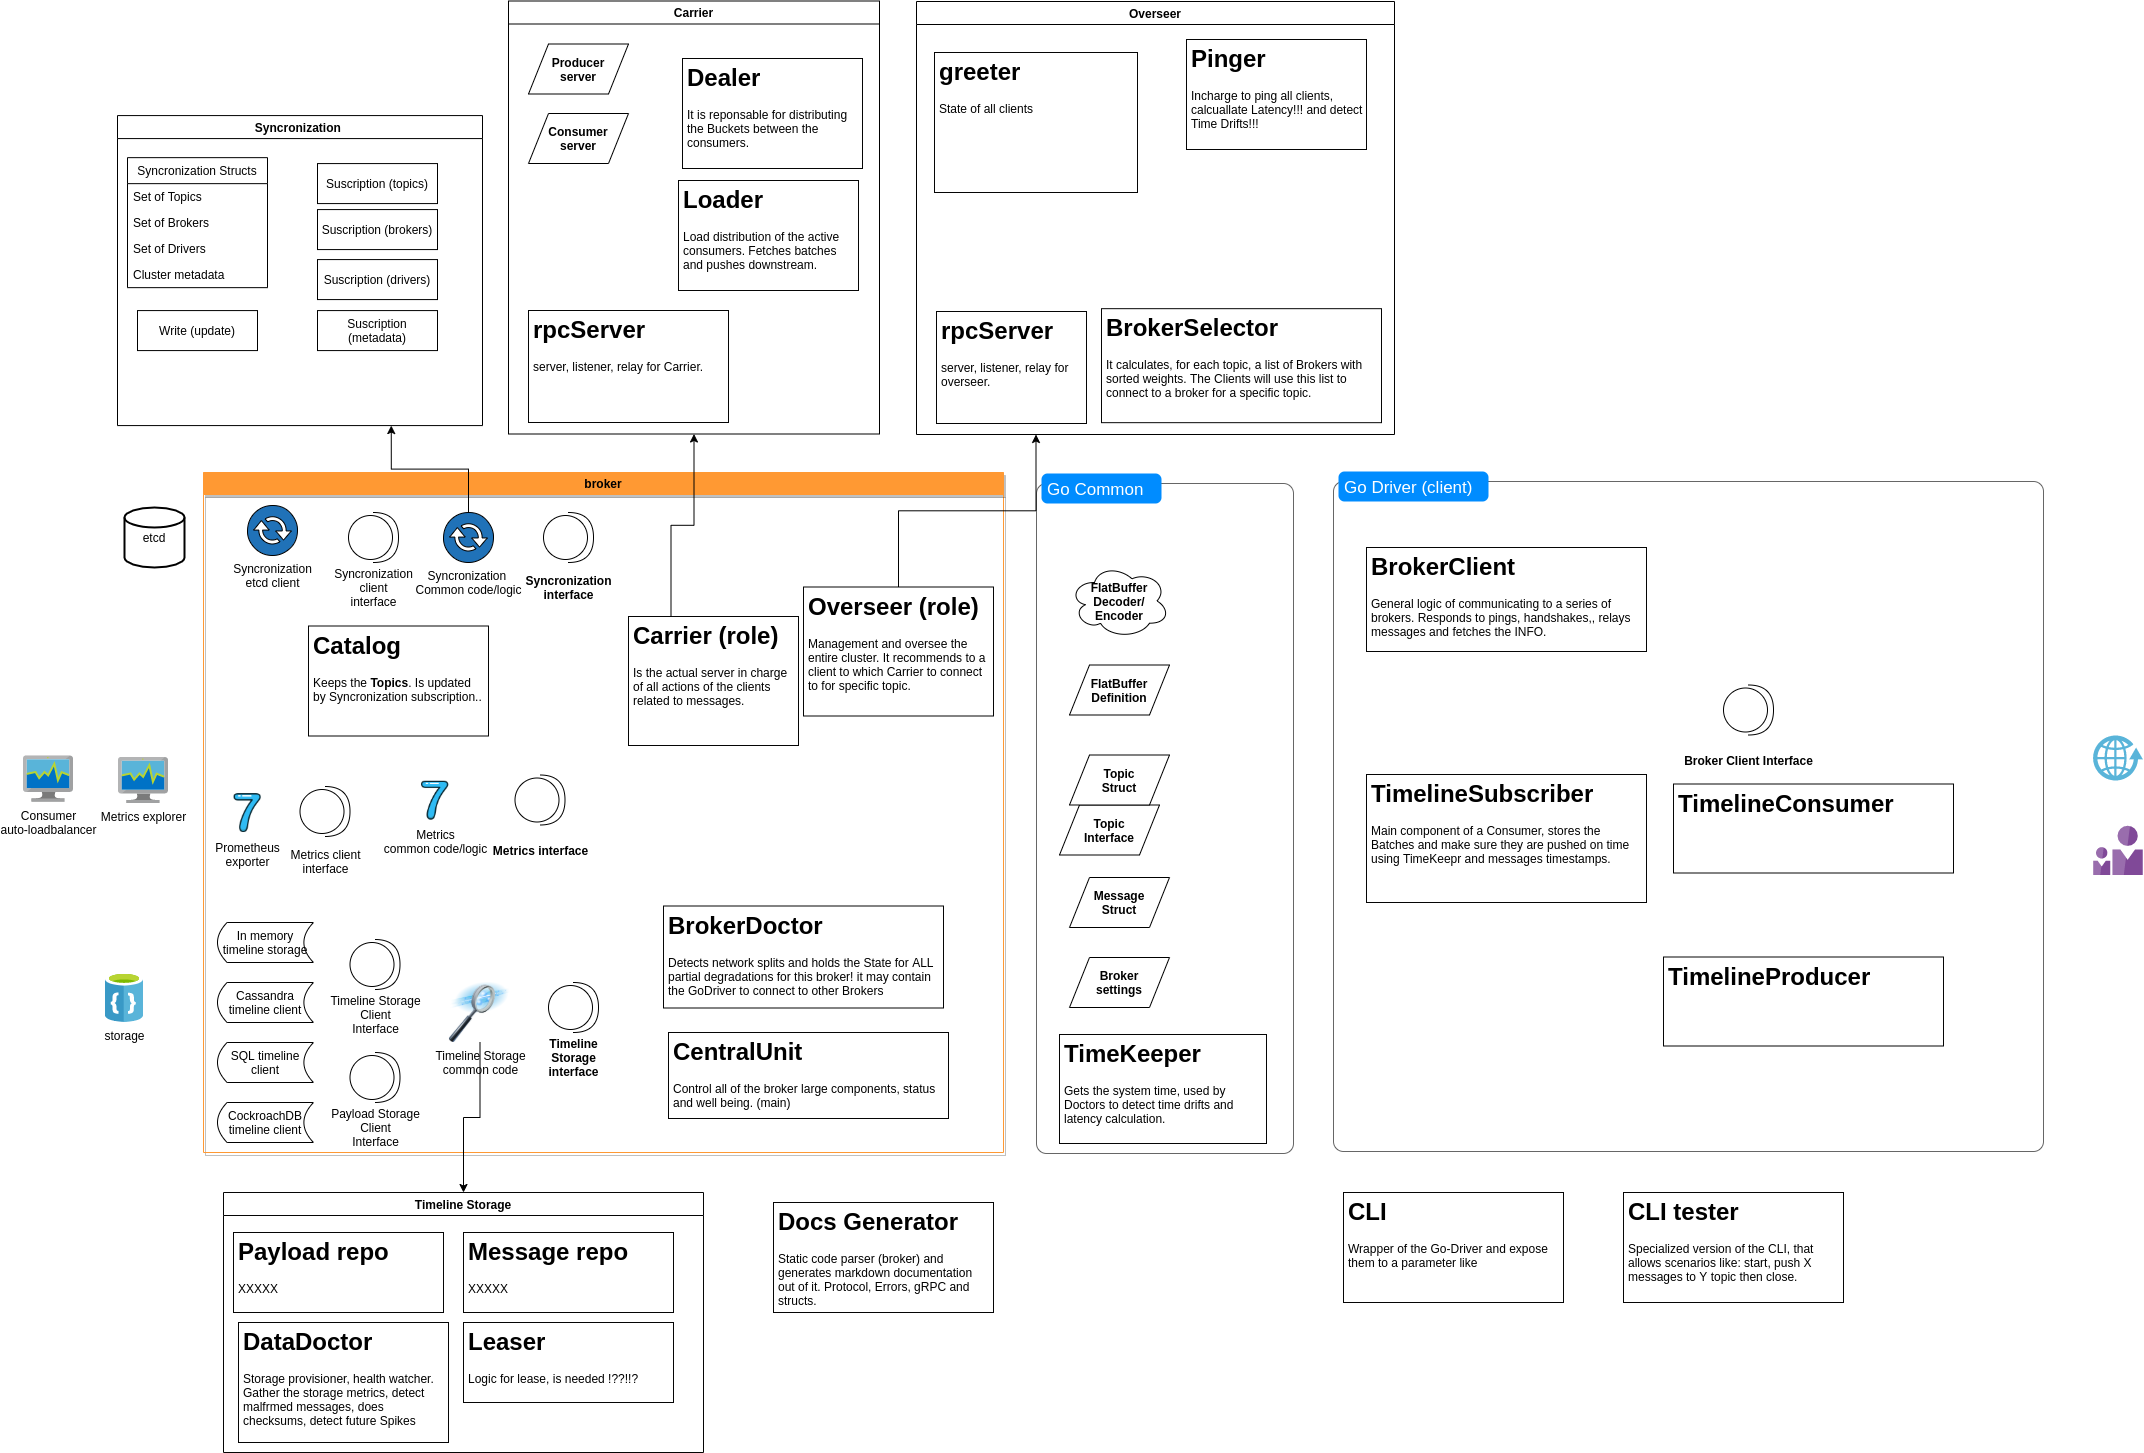 Carrier
Producer
server
Consumer
server
Dealer
It is reponsable for distributing
the Buckets between the
consumers.
Loader
Load distribution of the active
consumers. Fetches batches
and pushes downstream.
rpcServer
server, listener, relay for Carrier.
Overseer
greeter
State of all clients
Pinger
Incharge to ping all clients,
calcuallate Latency!!! and detect
Time Drifts!!!
rpcServer
server, listener, relay for
overseer.
BrokerSelector
It calculates, for each topic, a list of Brokers with
sorted weights. The Clients will use this list to
connect to a broker for a specific topic.
Syncronization
Syncronization Structs
Set of Topics
Set of Brokers
Set of Drivers
Cluster metadata
Write (update)
Suscription (topics)
Suscription (brokers)
Suscription (drivers)
Suscription
(metadata)
etcd
broker
Syncronization
etcd client
Syncronization
client
interface
Syncronization
Common code/logic
Syncronization
interface
Catalog
Keeps the Topics. Is updated
by Syncronization subscription..
Carrier (role)
Is the actual server in charge
of all actions of the clients
related to messages.
Overseer (role)
Management and oversee the
entire cluster. It recommends to a
client to which Carrier to connect
to for specific topic.
Consumer
auto-loadbalancer
Metrics explorer
Prometheus
exporter
Metrics client
interface
Metrics
common code/logic
Metrics interface
In memory
timeline storage
Cassandra
timeline client
SQL timeline
client
CockroachDB
timeline client
Timeline Storage
Client
Interface
Payload Storage
Client
Interface
Timeline Storage
common code
Timeline
Storage
interface
BrokerDoctor
Detects network splits and holds the State for ALL
partial degradations for this broker! it may contain
the GoDriver to connect to other Brokers
CentralUnit
Control all of the broker large components, status
and well being. (main)
storage
Go Common
FlatBuffer
Decoder/
Encoder
FlatBuffer
Definition
Topic
Struct
Topic
Interface
Message
Struct
Broker
settings
TimeKeeper
Gets the system time, used by
Doctors to detect time drifts and
latency calculation.
Go Driver (client)
BrokerClient
General logic of communicating to a series of
brokers. Responds to pings, handshakes,, relays
messages and fetches the INFO.
Broker Client Interface
TimelineSubscriber
Main component of a Consumer, stores the
Batches and make sure they are pushed on time
using TimeKeepr and messages timestamps.
TimelineConsumer
TimelineProducer
Timeline Storage
Payload repo
XXXXX
Message repo
XXXXX
DataDoctor
Storage provisioner, health watcher.
Gather the storage metrics, detect
malfrmed messages, does
checksums, detect future Spikes
Leaser
Logic for lease, is needed !??!!?
Docs Generator
Static code parser (broker) and
generates markdown documentation
out of it. Protocol, Errors, gRPC and
structs.
CLI
Wrapper of the Go-Driver and expose
them to a parameter like
CLI tester
Specialized version of the CLI, that
allows scenarios like: start, push X
messages to Y topic then close.